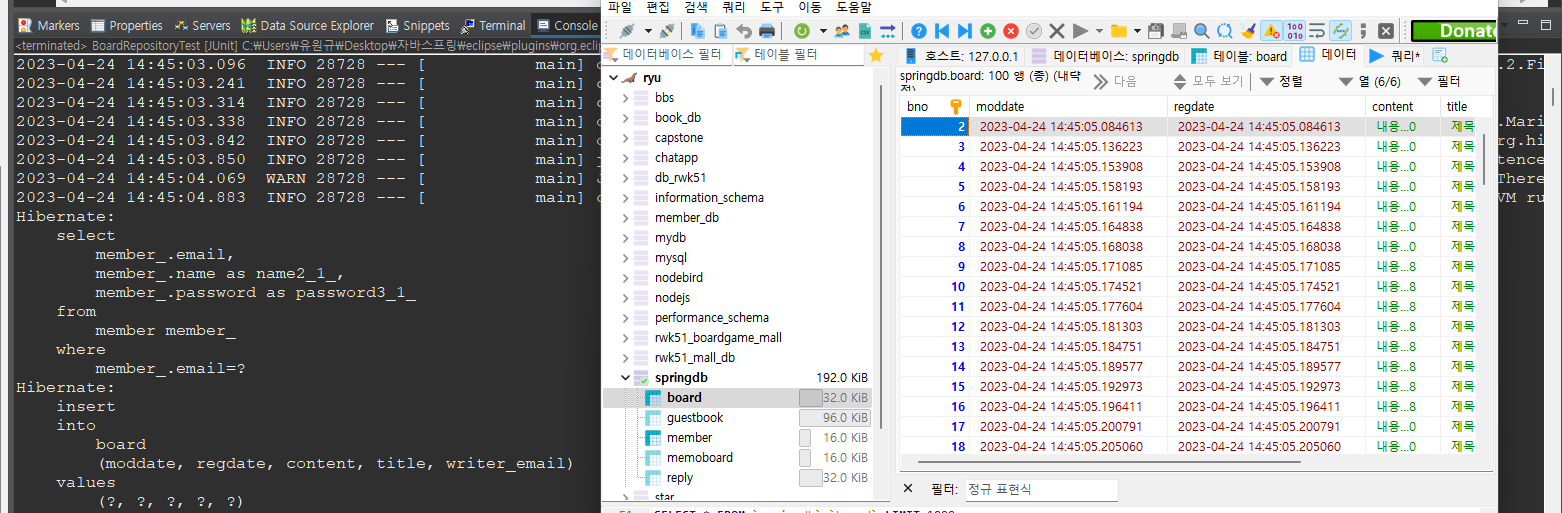 Markers Properties Servers Data Source Explorer Snippets Terminal Console
<terminated> BoardRepositoryTest [JUnit] C:₩Users₩유원규₩Desktop₩자바스프링₩eclipse₩plugins₩org.eclip
2023-04-24 14:45:03.096 INFO 28728 --- [ main]
2023-04-24 14:45:03.241 INFO 28728 --- [ main]
2023-04-24 14:45:03.314 INFO 28728 --- [ main]
2023-04-24 14:45:03.338 INFO 28728 --- [ main]
2023-04-24 14:45:03.842 INFO 28728 --- [ main]
2023-04-24 14:45:03.850 INFO 28728 --- [ main]
2023-04-24 14:45:04.069 WARN 28728 --- [ main]
2023-04-24 14:45:04.883 INFO 28728 --- [ main]
Hibernate:
select
member_.email,
member_.name as name2_1_,
member_.password as password3_1_
from
member member_
where
member_.email=?
Hibernate:
insert
into
board
(moddate, regdate, content, title, writer_email)
values
(?, ?, ?, ?, ?)
파일 편집 검색 쿼리 도구 이동 도움말
Donate
데이터베이스 필터 테이블 필터
ryu
bbs
book_db
capstone
chatapp
db_rwk51
information_schema
member_db
mydb
mysql
nodebird
nodejs
performance_schema
rwk51_boardgame_mall
rwk51_mall_db
springdb 192.0 KiB
board 32.0 KiB
guestbook 96.0 KiB
member 16.0 KiB
memoboard 16.0 KiB
reply 32.0 KiB
star
호스트: 127.0.0.1 데이터베이스: springdb 테이블: board 데이터 쿼리*
springdb.board: 100 행 (종) (대략 다음 모두 보기 정렬 열 (6/6) 필터
bno moddate regdate content title
2 2023-04-24 14:45:05.084613 2023-04-24 14:45:05.084613 내용...0 제목
3 2023-04-24 14:45:05.136223 2023-04-24 14:45:05.136223 내용...0 제목
4 2023-04-24 14:45:05.153908 2023-04-24 14:45:05.153908 내용...0 제목
5 2023-04-24 14:45:05.158193 2023-04-24 14:45:05.158193 내용...0 제목
6 2023-04-24 14:45:05.161194 2023-04-24 14:45:05.161194 내용...0 제목
7 2023-04-24 14:45:05.164838 2023-04-24 14:45:05.164838 내용...0 제목
8 2023-04-24 14:45:05.168038 2023-04-24 14:45:05.168038 내용...0 제목
9 2023-04-24 14:45:05.171085 2023-04-24 14:45:05.171085 내용...8 제목
10 2023-04-24 14:45:05.174521 2023-04-24 14:45:05.174521 내용...8 제목
11 2023-04-24 14:45:05.177604 2023-04-24 14:45:05.177604 내용...8 제목
12 2023-04-24 14:45:05.181303 2023-04-24 14:45:05.181303 내용...8 제목
13 2023-04-24 14:45:05.184751 2023-04-24 14:45:05.184751 내용...8 제목
14 2023-04-24 14:45:05.189577 2023-04-24 14:45:05.189577 내용...8 제목
15 2023-04-24 14:45:05.192973 2023-04-24 14:45:05.192973 내용...8 제목
16 2023-04-24 14:45:05.196411 2023-04-24 14:45:05.196411 내용...8 제목
17 2023-04-24 14:45:05.200791 2023-04-24 14:45:05.200791 내용...8 제목
18 2023-04-24 14:45:05.205060 2023-04-24 14:45:05.205060 내용...8 제목
필터: 정규 표현식
.2.Fi
.Mari
rg.hi
tence
There
VM ru